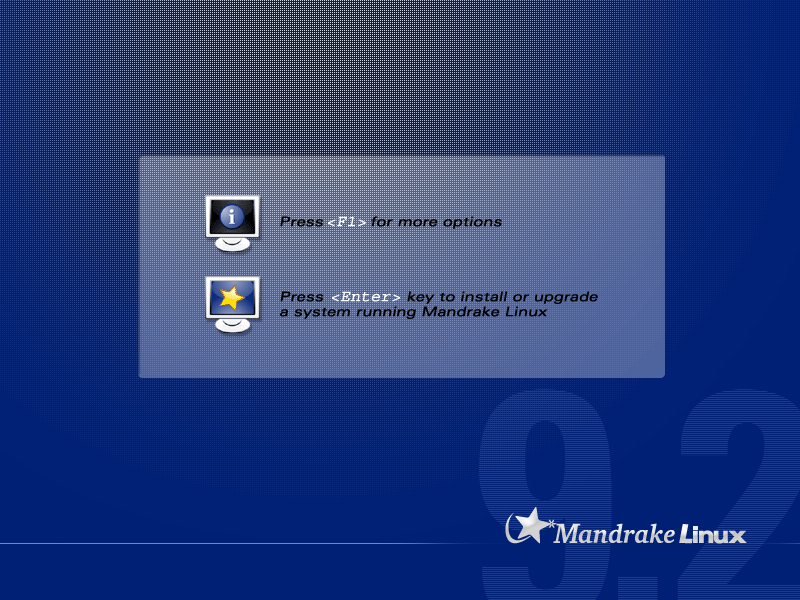 i
Press <F1> for more options
Press <Enter> key to install or upgrade
a system running Mandrake Linux
9.2
Mandrake Linux